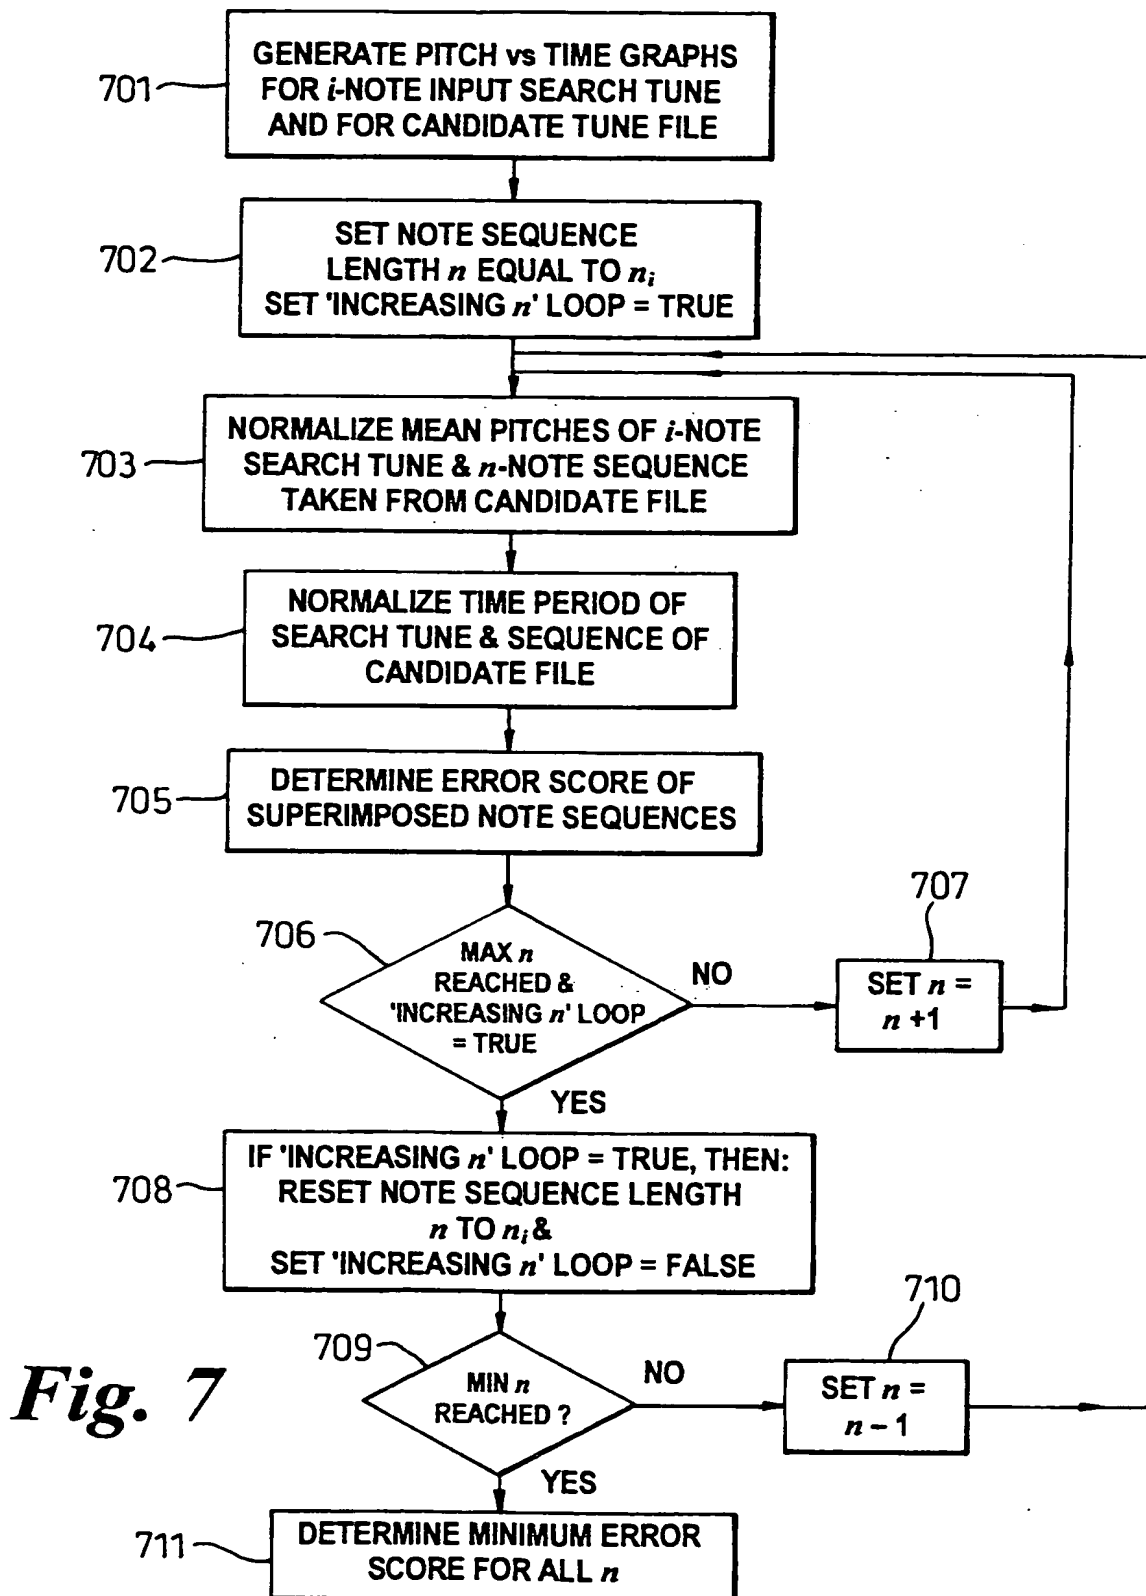 701
GENERATE PITCH vs TIME GRAPHS
FOR i-NOTE INPUT SEARCH TUNE
AND FOR CANDIDATE TUNE FILE
702
SET NOTE SEQUENCE
LENGTH n EQUAL TO ni
SET 'INCREASING n' LOOP = TRUE
703
NORMALIZE MEAN PITCHES OF i-NOTE
SEARCH TUNE & n-NOTE SEQUENCE
TAKEN FROM CANDIDATE FILE
704
NORMALIZE TIME PERIOD OF
SEARCH TUNE & SEQUENCE OF
CANDIDATE FILE
705
DETERMINE ERROR SCORE OF
SUPERIMPOSED NOTE SEQUENCES
706
MAX n
REACHED &
'INCREASING n' LOOP
= TRUE
NO
707
SET n =
n +1
YES
708
IF 'INCREASING n' LOOP = TRUE, THEN:
RESET NOTE SEQUENCE LENGTH
n TO ni &
SET 'INCREASING n' LOOP = FALSE
709
MIN n
REACHED ?
NO
710
SET n =
n – 1
YES
711
DETERMINE MINIMUM ERROR
SCORE FOR ALL n
Fig. 7